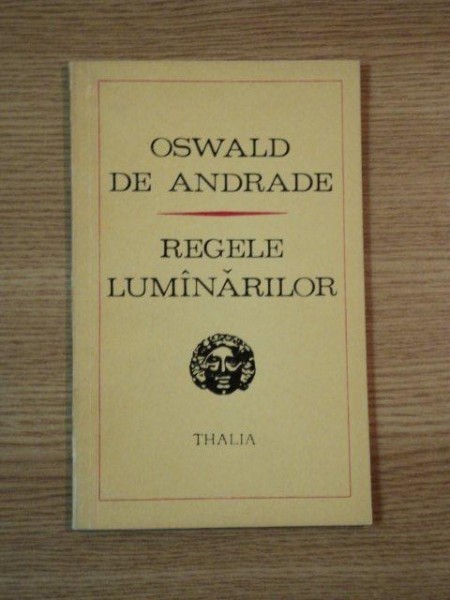 OSWALD
DE ANDRADE
REGELE
LUMÎNĂRILOR
THALIA